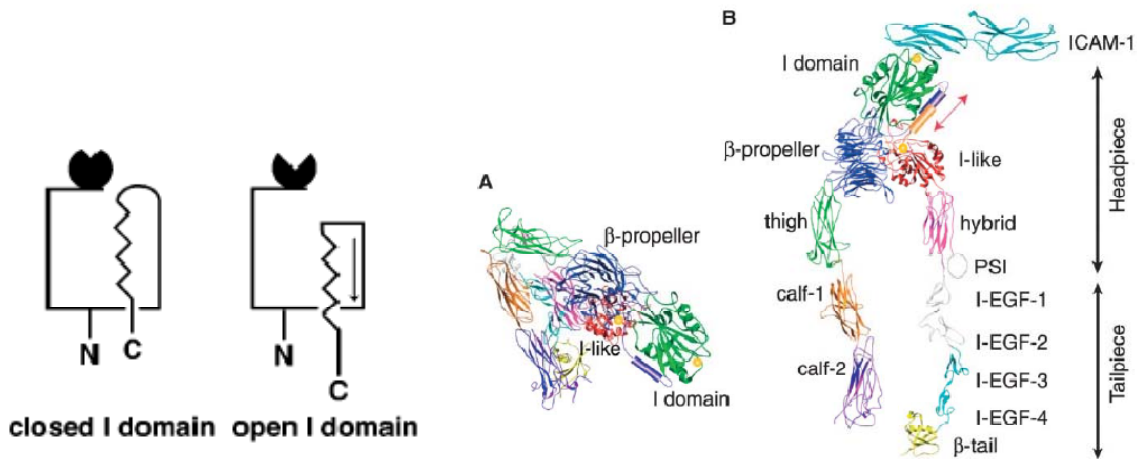 N
C
closed I domain
N
C
open I domain
A
β-propeller
I-like
I domain
B
ICAM-1
I domain
β-propeller
I-like
thigh
hybrid
PSI
calf-1
I-EGF-1
I-EGF-2
calf-2
I-EGF-3
I-EGF-4
β-tail
Headpiece
Tailpiece